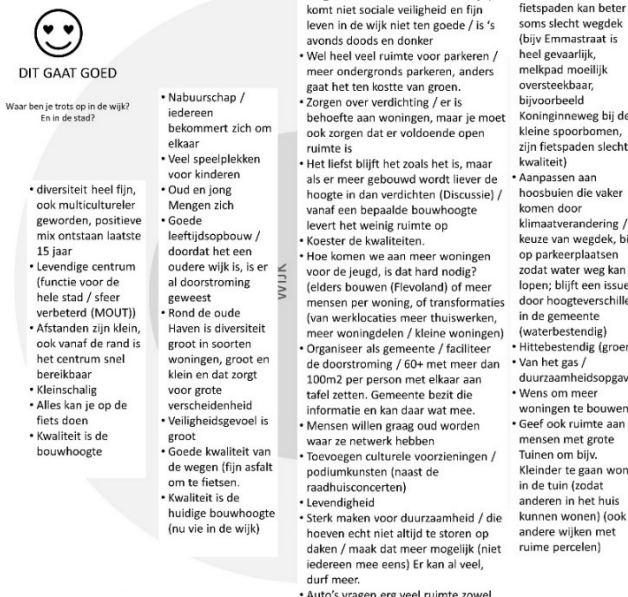 DIT GAAT GOED
Waar ben je trots op in de wijk?
En in de stad?
• diversiteit heel fijn,
ook multicultureler
geworden, positieve
mix ontstaan laatste
15 jaar
• Levendige centrum
(functie voor de
hele stad / sfeer
verbeterd (MOUT))
• Afstanden zijn klein,
ook vanaf de rand is
het centrum snel
bereikbaar
• Kleinschalig
• Alles kan je op de
fiets doen
• Kwaliteit is de
bouwhoogte
• Nabuurschap /
iedereen
bekommert zich om
elkaar
• Veel speelplekken
voor kinderen
• Oud en jong
Mengen zich
• Goede
leeftijdsopbouw /
doordat het een
oudere wijk is, is er
al doorstroming
geweest
• Rond de oude
Haven is diversiteit
groot in soorten
woningen, groot en
klein en dat zorgt
voor grote
verscheidenheid
• Veiligheidsgevoel is
groot
• Goede kwaliteit van
de wegen (fijn asfalt
om te fietsen.
• Kwaliteit is de
huidige bouwhoogte
(nu vie in de wijk)
WIJK
komt niet sociale veiligheid en fijn
leven in de wijk niet ten goede / is 's
avonds doods en donker
• Wel heel veel ruimte voor parkeren /
meer ondergronds parkeren, anders
gaat het ten kostte van groen.
• Zorgen over verdichting / er is
behoefte aan woningen, maar je moet
ook zorgen dat er voldoende open
ruimte is
• Het liefst blijft het zoals het is, maar
als er meer gebouwd wordt liever de
hoogte in dan verdichten (Discussie) /
vanaf een bepaalde bouwhoogte
levert het weinig ruimte op
• Koester de kwaliteiten.
• Hoe komen we aan meer woningen
voor de jeugd, is dat hard nodig?
(elders bouwen (Flevoland) of meer
mensen per woning, of transformaties
(van werklocaties meer thuiswerken,
meer woningdelen / kleine woningen)
• Organiseer als gemeente / faciliteer
de doorstroming / 60+ met meer dan
100m2 per person met elkaar aan
tafel zetten. Gemeente bezit die
informatie en kan daar wat mee.
• Mensen willen graag oud worden
waar ze netwerk hebben
• Toevoegen culturele voorzieningen /
podiumkunsten (naast de
raadhuisconcerten)
• Levendigheid
• Sterk maken voor duurzaamheid / die
hoeven echt niet altijd te storen op
daken / maak dat meer mogelijk (niet
iedereen mee eens) Er kan al veel,
durf meer.
• Auto's vragen erg veel ruimte zowel
fietspaden kan beter
soms slecht wegdek
(bijv Emmastraat is
heel gevaarlijk,
melkpad moeilijk
oversteekbaar,
bijvoorbeeld
Koninginneweg bij de
kleine spoorbomen,
zijn fietspaden slecht
kwaliteit)
• Aanpassen aan
hoosbuien die vaker
komen door
klimaatverandering /
keuze van wegdek, bi
op parkeerplaatsen
zodat water weg kan
lopen; blijft een issue
door hoogteverschille
in de gemeente
(waterbestendig)
• Hittebestendig (groen
• Van het gas /
duurzaamheidsopgav
• Wens om meer
woningen te bouwen
• Geef ook ruimte aan
mensen met grote
Tuinen om bijv.
Kleinder te gaan won
in de tuin (zodat
anderen in het huis
kunnen wonen) (ook
andere wijken met
ruime percelen)